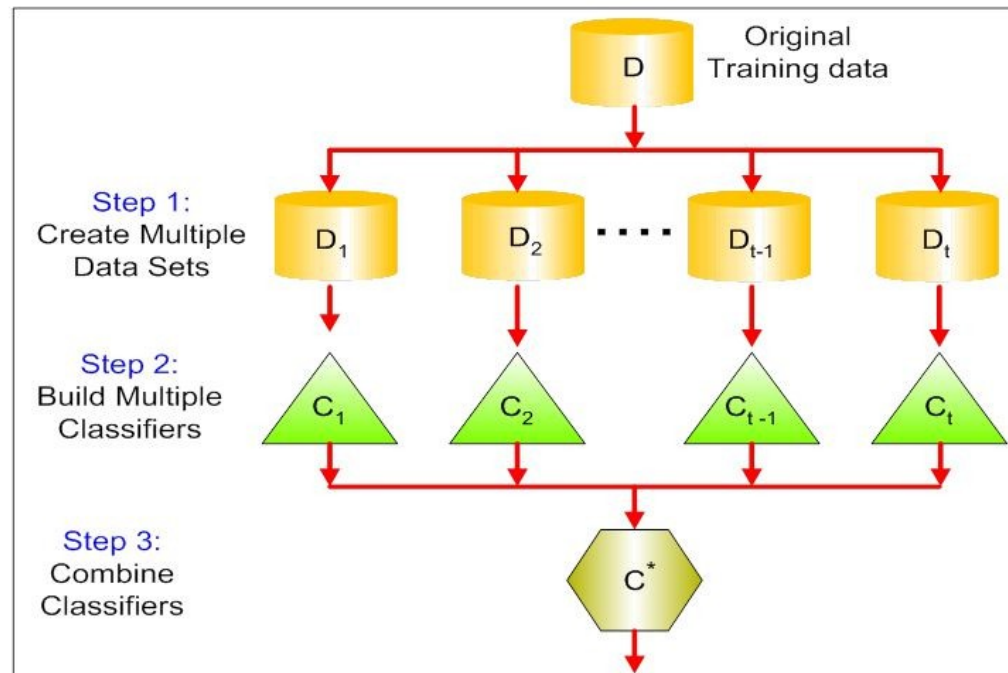 D
Original
Training data
Step 1:
Create Multiple
Data Sets
D₁
D₂
....
Dₜ₋₁
Dₜ
Step 2:
Build Multiple
Classifiers
C₁
C₂
Cₜ₋₁
Cₜ
Step 3:
Combine
Classifiers
C*